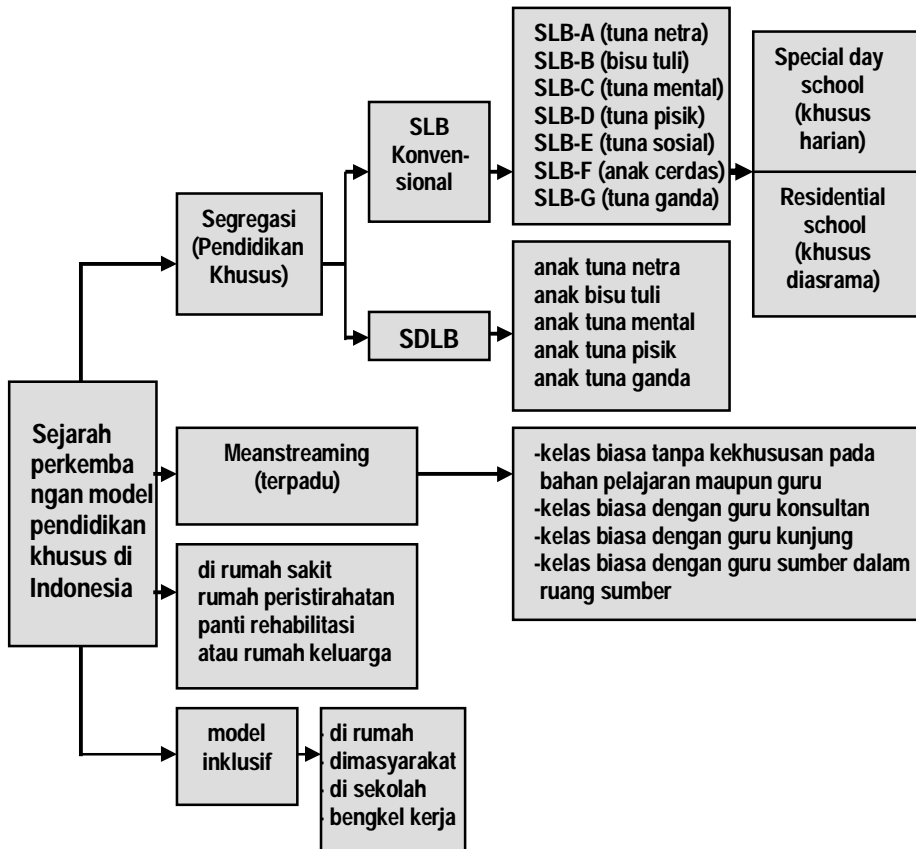 Sejarah
perkemba
ngan model
pendidikan
khusus di
Indonesia
Segregasi
(Pendidikan
Khusus)
SLB
Konven-
sional
SLB-A (tuna netra)
SLB-B (bisu tuli)
SLB-C (tuna mental)
SLB-D (tuna pisik)
SLB-E (tuna sosial)
SLB-F (anak cerdas)
SLB-G (tuna ganda)
Special day
school
(khusus
harian)
Residential
school
(khusus
diasrama)
SDLB
anak tuna netra
anak bisu tuli
anak tuna mental
anak tuna pisik
anak tuna ganda
Meanstreaming
(terpadu)
-kelas biasa tanpa kekhususan pada
bahan pelajaran maupun guru
-kelas biasa dengan guru konsultan
-kelas biasa dengan guru kunjung
-kelas biasa dengan guru sumber dalam
ruang sumber
di rumah sakit
rumah peristirahatan
panti rehabilitasi
atau rumah keluarga
model
inklusif
di rumah
dimasyarakat
di sekolah
bengkel kerja